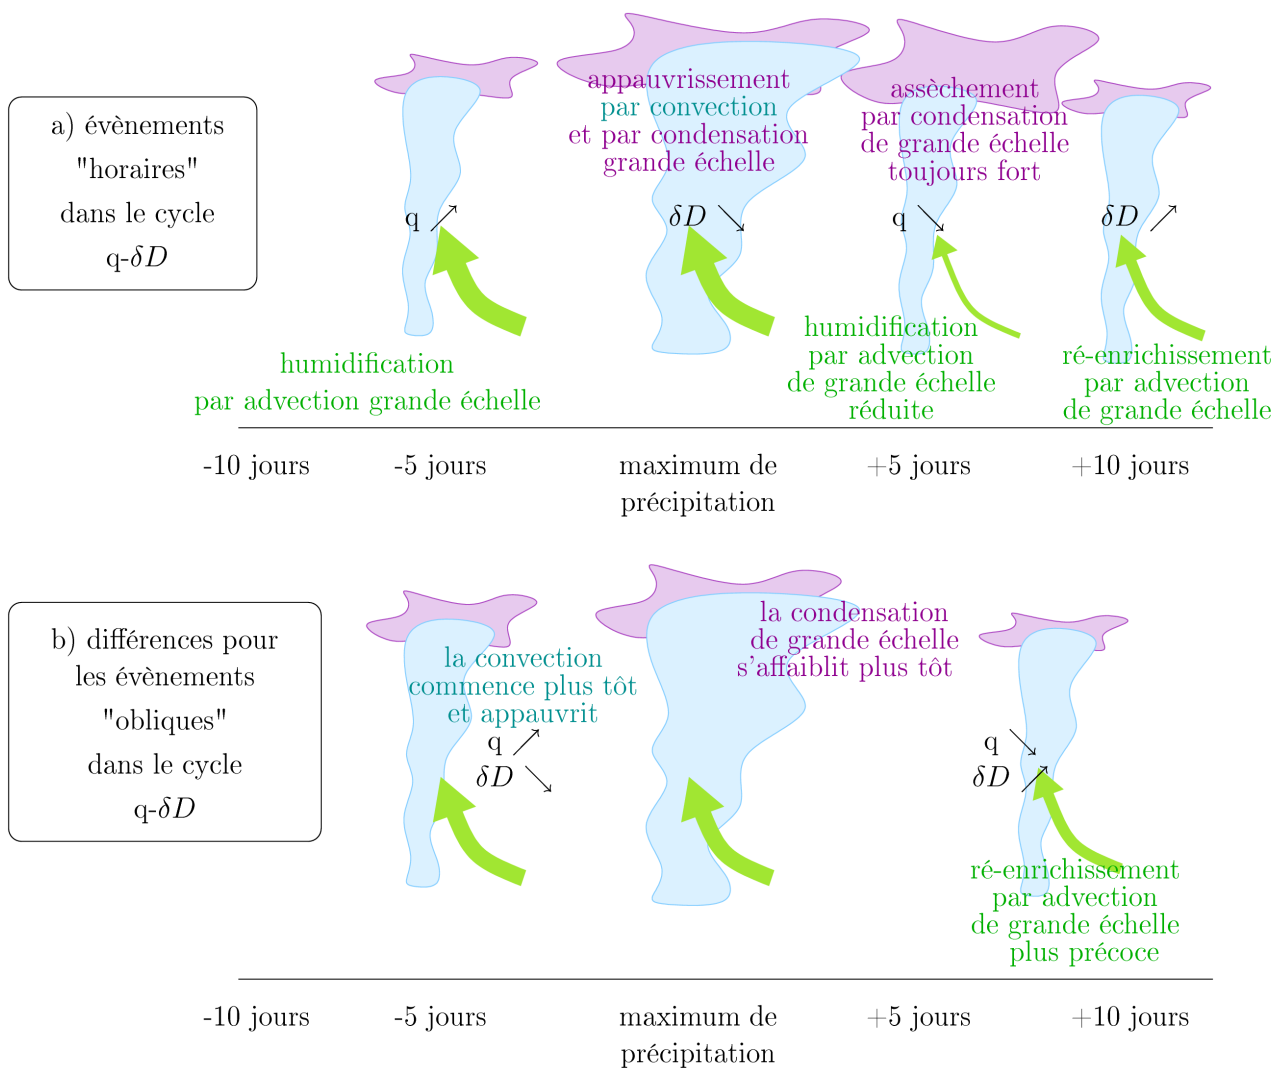 a) évènements
"horaires"
dans le cycle
q-δD
appauvrissement
par convection
et par condensation
grande échelle
assèchement
par condensation
de grande échelle
toujours fort
q ↗
δD ↘
q ↘
δD ↗
humidification
par advection grande échelle
humidification
par advection
de grande échelle
réduite
ré-enrichissement
par advection
de grande échelle
-10 jours
-5 jours
maximum de
précipitation
+5 jours
+10 jours
b) différences pour
les évènements
"obliques"
dans le cycle
q-δD
la convection
commence plus tôt
et appauvrit
q ↗
δD ↘
la condensation
de grande échelle
s'affaiblit plus tôt
q ↘
δD ↗
ré-enrichissement
par advection
de grande échelle
plus précoce
-10 jours
-5 jours
maximum de
précipitation
+5 jours
+10 jours